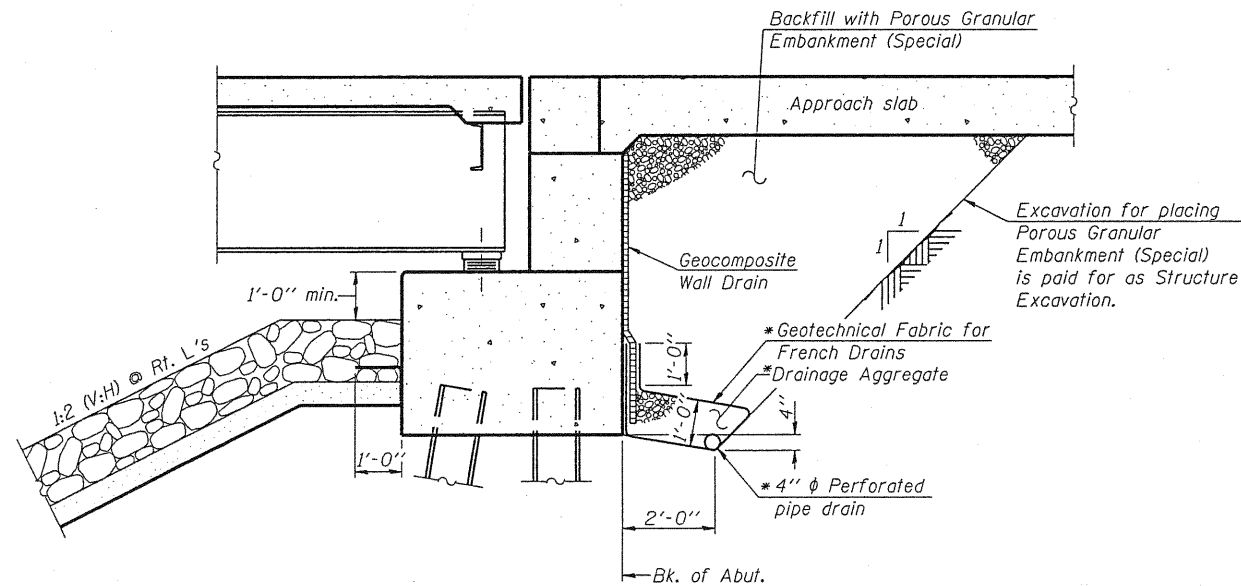 Backfill with Porous Granular
Embankment (Special)
Approach slab
Excavation for placing
Porous Granular
Embankment (Special)
is paid for as Structure
Excavation.
1
1
Geocomposite
Wall Drain
1'-0" min.
*Geotechnical Fabric for
French Drains
*Drainage Aggregate
1'-0"
1'-0"
4"
1:2 (V:H) @ Rt. L's
1'-0"
*4" ϕ Perforated
pipe drain
2'-0"
Bk. of Abut.